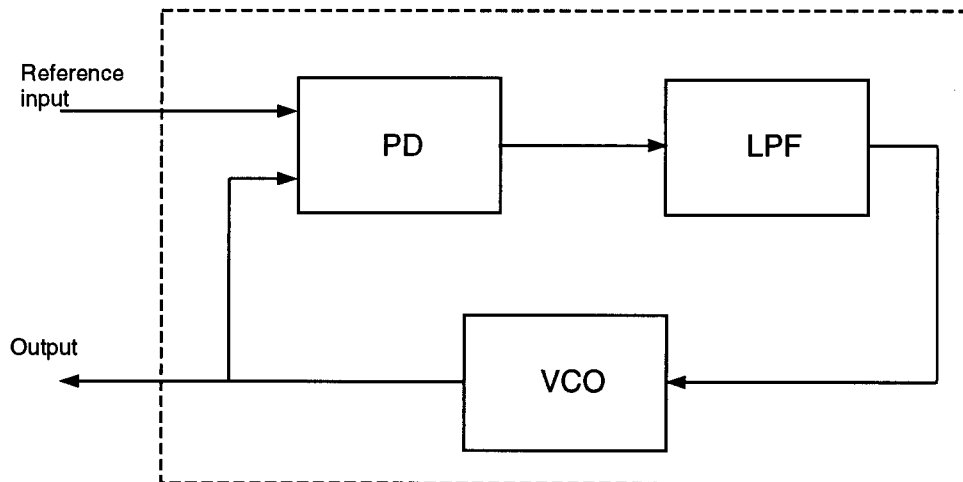 Reference
input
PD
LPF
Output
VCO